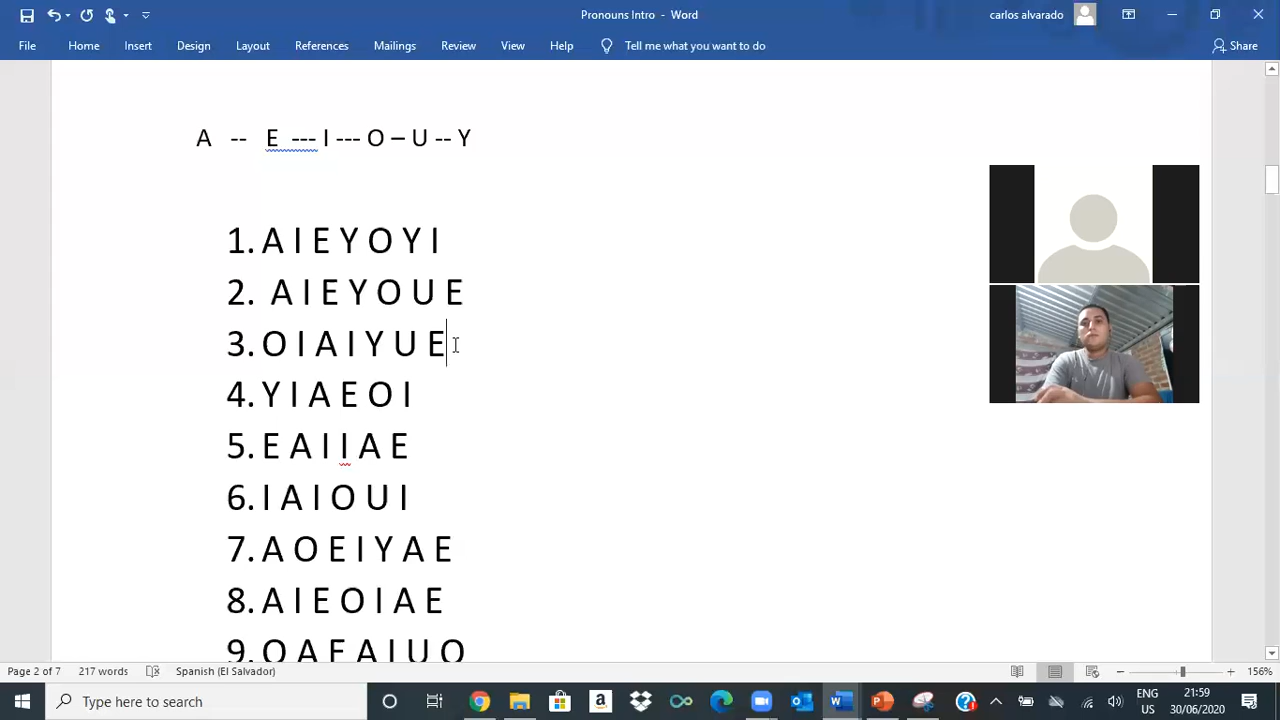 Pronouns Intro - Word
carlos alvarado
File Home Insert Design Layout References Mailings Review View Help Tell me what you want to do Share
A -- E --- I --- O – U -- Y
1. A I E Y O Y I
2. A I E Y O U E
3. O I A I Y U E
4. Y I A E O I
5. E A I I A E
6. I A I O U I
7. A O E I Y A E
8. A I E O I A E
9. O A E A I U O
Page 2 of 7 217 words Spanish (El Salvador) 156%
Type here to search
ENG 21:59
US 30/06/2020